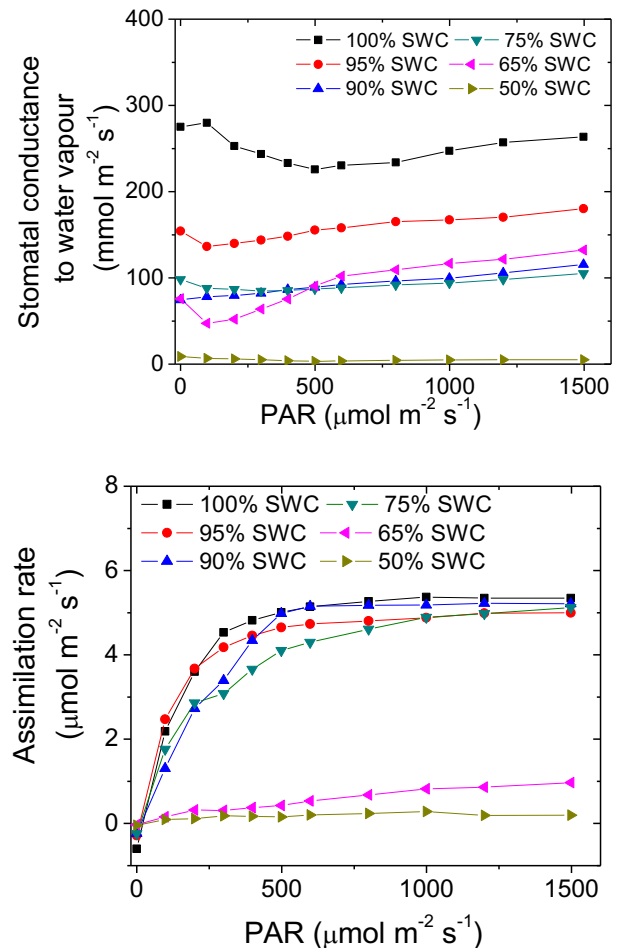 400
300
200
100
0
Stomatal conductance
to water vapour
(mmol m⁻² s⁻¹)
100% SWC 75% SWC
95% SWC 65% SWC
90% SWC 50% SWC
0 500 1000 1500
PAR (μmol m⁻² s⁻¹)
8
6
4
2
0
Assimilation rate
(μmol m⁻² s⁻¹)
100% SWC 75% SWC
95% SWC 65% SWC
90% SWC 50% SWC
0 500 1000 1500
PAR (μmol m⁻² s⁻¹)